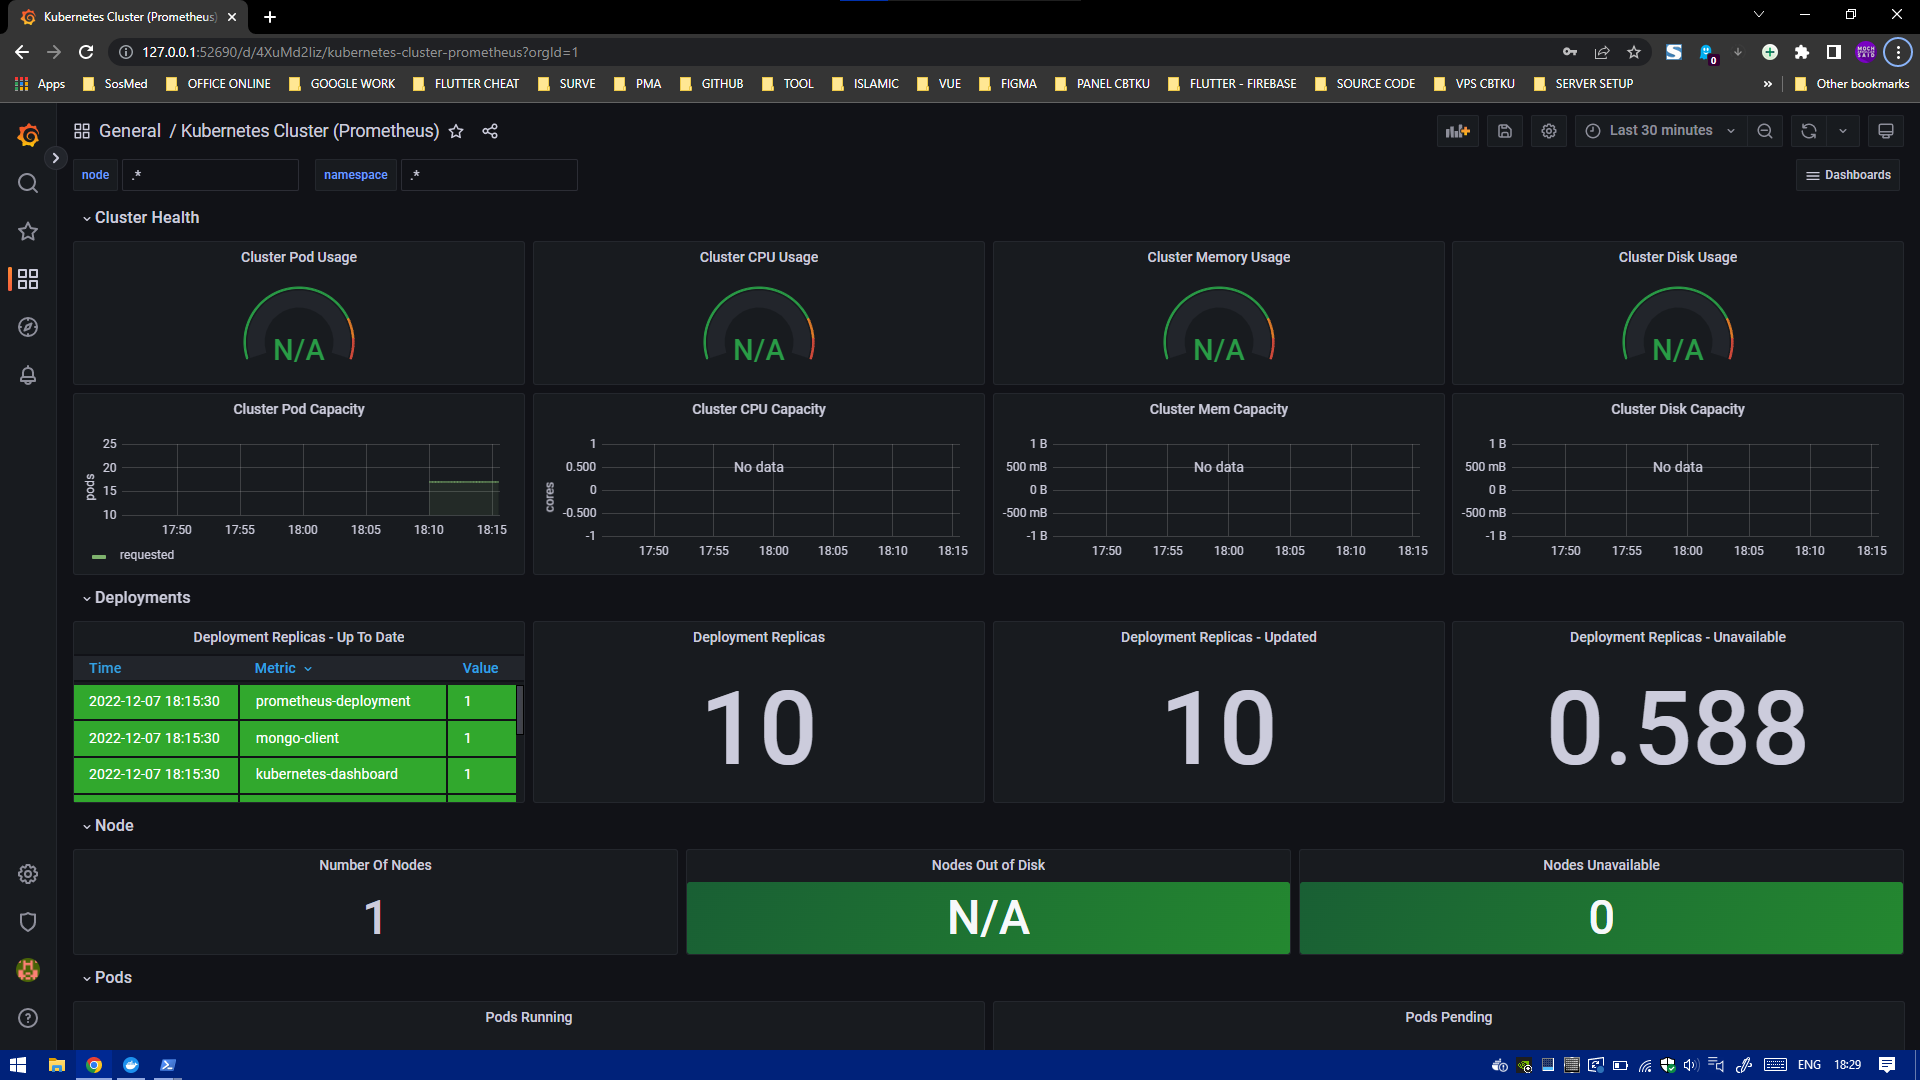 Kubernetes Cluster (Prometheus)
127.0.0.1:52690/d/4XuMd2Iiz/kubernetes-cluster-prometheus?orgId=1
0
MOCH SAID
Apps
SosMed
OFFICE ONLINE
GOOGLE WORK
FLUTTER CHEAT
SURVE
PMA
GITHUB
TOOL
ISLAMIC
VUE
FIGMA
PANEL CBTKU
FLUTTER - FIREBASE
SOURCE CODE
VPS CBTKU
SERVER SETUP
»
Other bookmarks
General / Kubernetes Cluster (Prometheus)
Last 30 minutes
node .*
namespace .*
Dashboards
Cluster Health
Cluster Pod Usage
N/A
Cluster CPU Usage
N/A
Cluster Memory Usage
N/A
Cluster Disk Usage
N/A
Cluster Pod Capacity
pods
25
20
15
10
17:50 17:55 18:00 18:05 18:10 18:15
requested
Cluster CPU Capacity
cores
1
0.500
0
-0.500
-1
No data
17:50 17:55 18:00 18:05 18:10 18:15
Cluster Mem Capacity
1 B
500 mB
0 B
-500 mB
-1 B
No data
17:50 17:55 18:00 18:05 18:10 18:15
Cluster Disk Capacity
1 B
500 mB
0 B
-500 mB
-1 B
No data
17:50 17:55 18:00 18:05 18:10 18:15
Deployments
Deployment Replicas - Up To Date
Time Metric Value
2022-12-07 18:15:30 prometheus-deployment 1
2022-12-07 18:15:30 mongo-client 1
2022-12-07 18:15:30 kubernetes-dashboard 1
Deployment Replicas
10
Deployment Replicas - Updated
10
Deployment Replicas - Unavailable
0.588
Node
Number Of Nodes
1
Nodes Out of Disk
N/A
Nodes Unavailable
0
Pods
Pods Running
Pods Pending
ENG
18:29